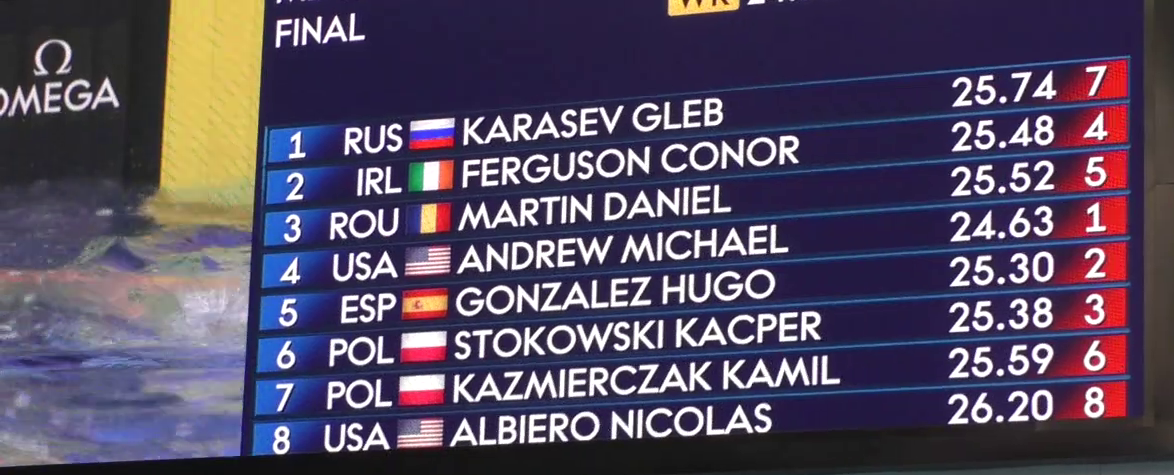 Ω
OMEGA
WR
FINAL
1 RUS KARASEV GLEB 25.74 7
2 IRL FERGUSON CONOR 25.48 4
3 ROU MARTIN DANIEL 25.52 5
4 USA ANDREW MICHAEL 24.63 1
5 ESP GONZALEZ HUGO 25.30 2
6 POL STOKOWSKI KACPER 25.38 3
7 POL KAZMIERCZAK KAMIL 25.59 6
8 USA ALBIERO NICOLAS 26.20 8